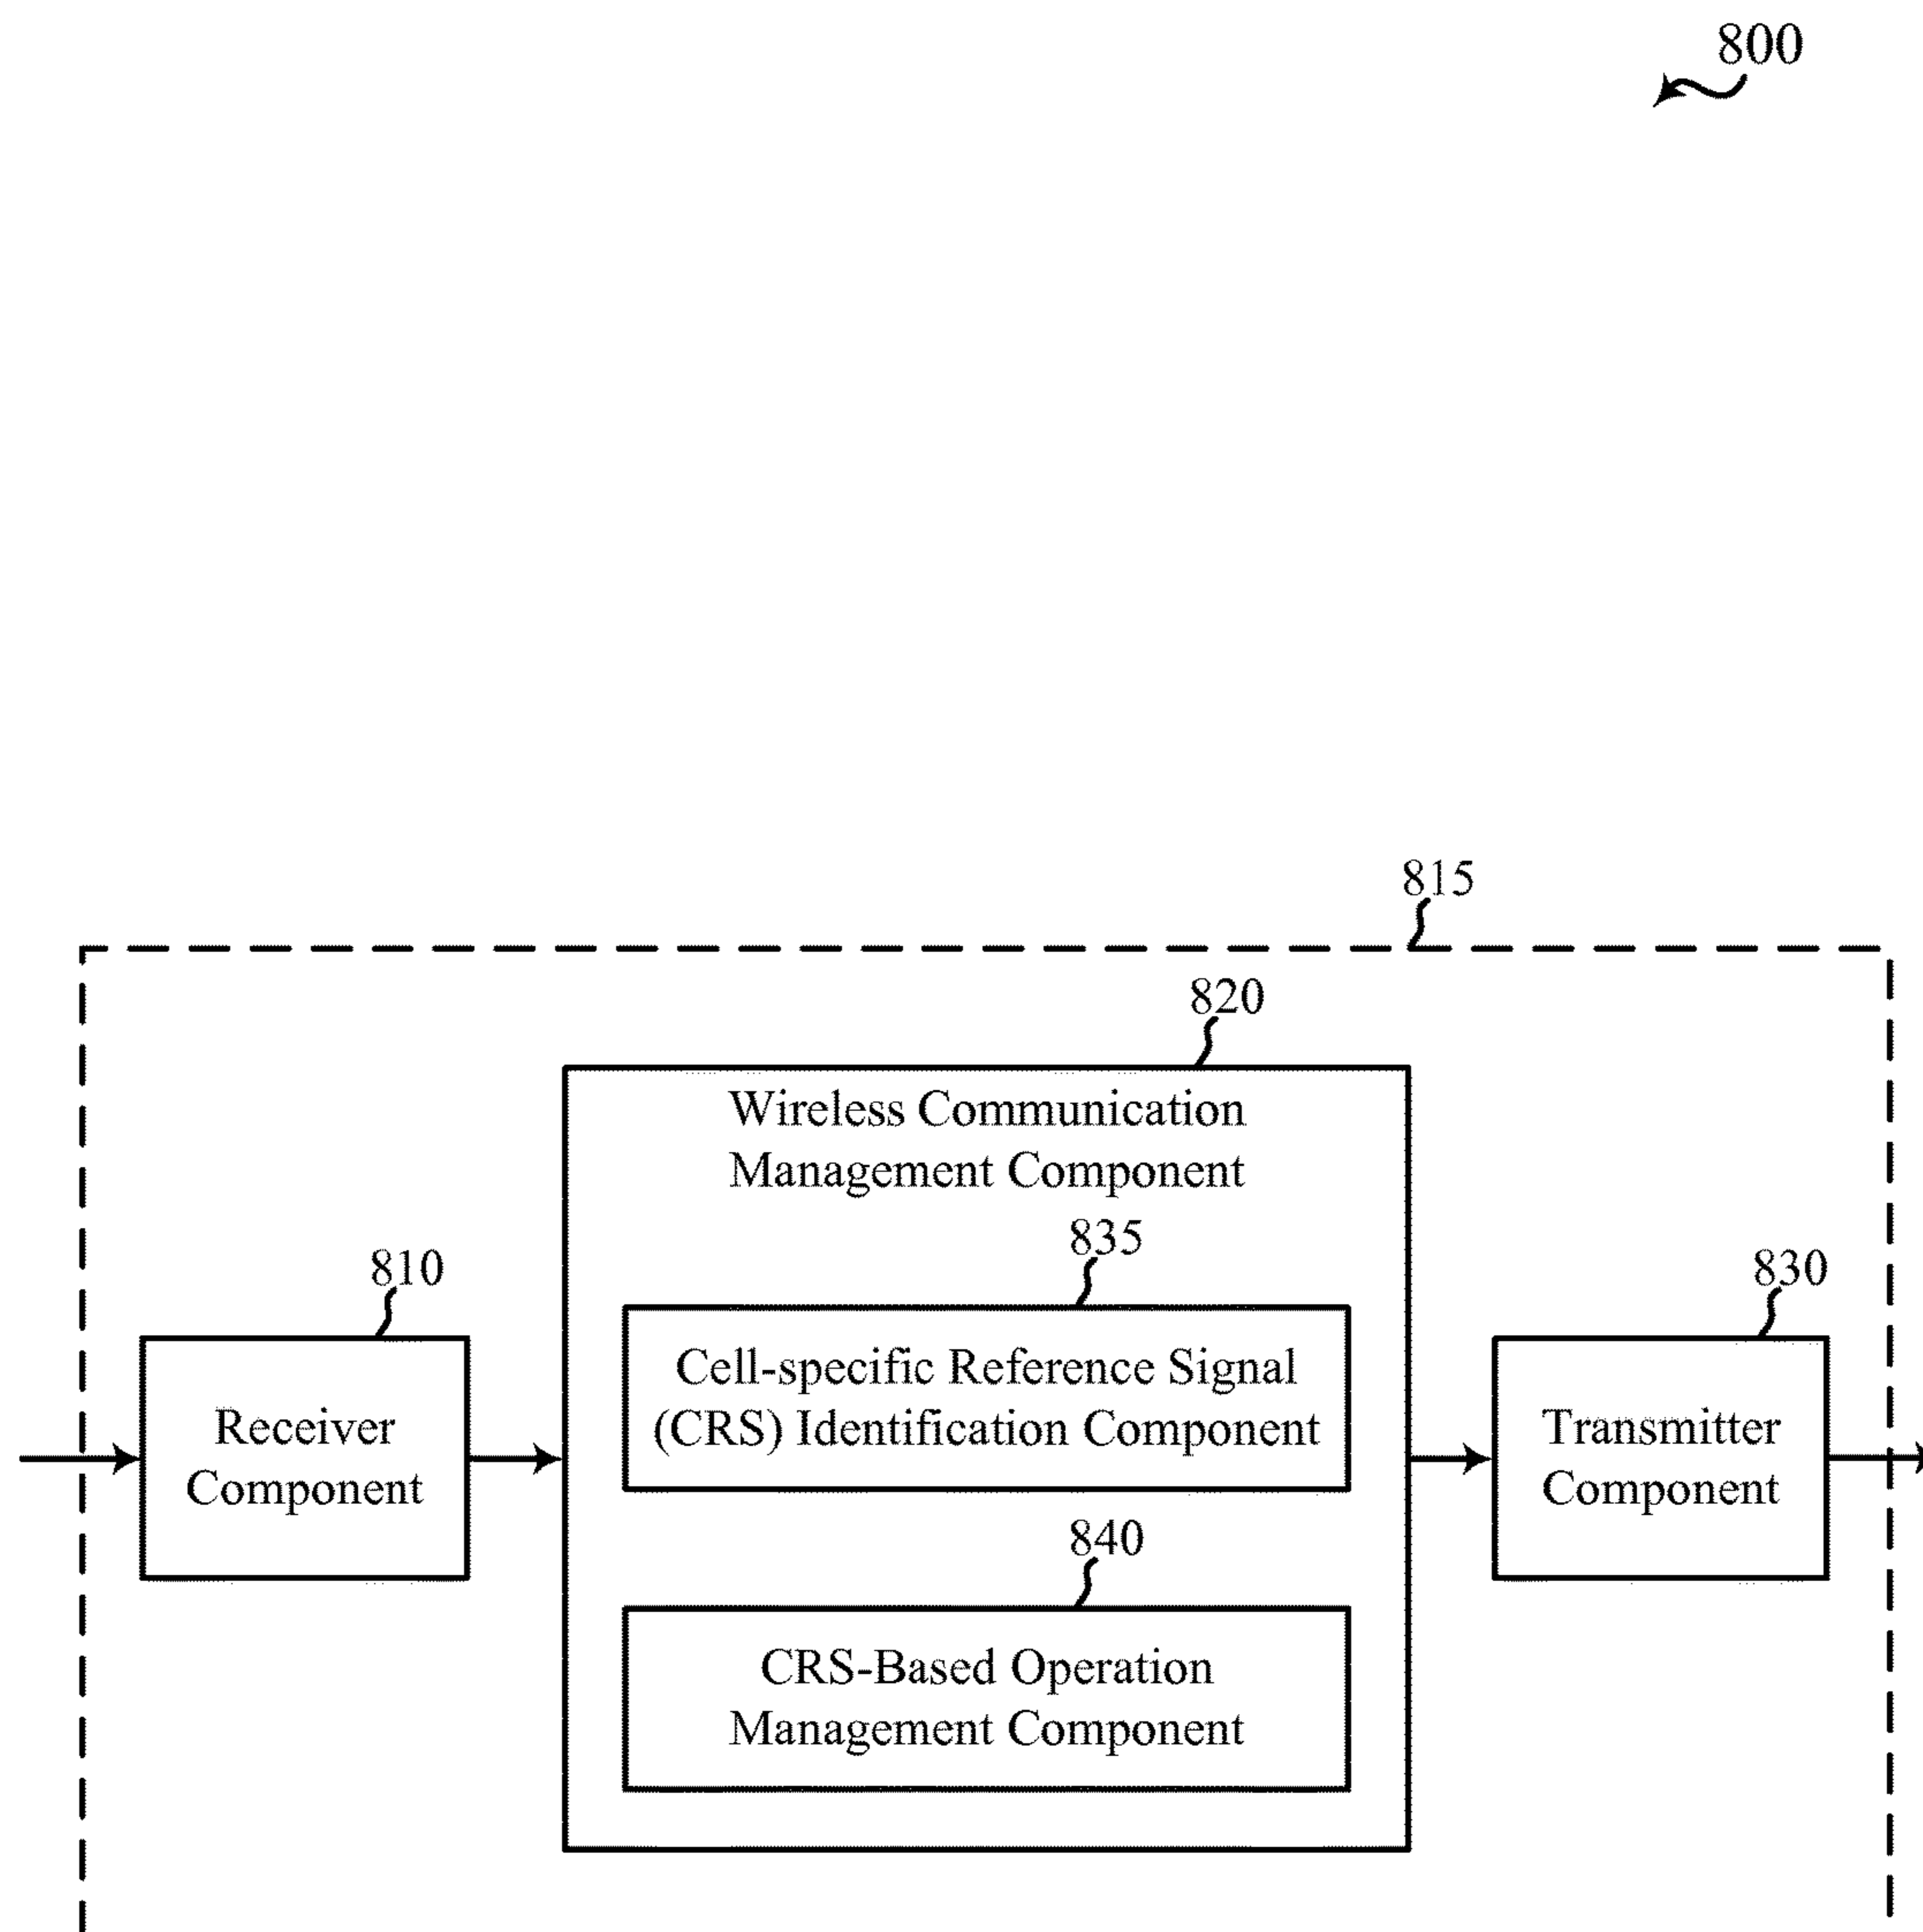 800
815
820
Wireless Communication
Management Component
835
810
830
Cell-specific Reference Signal
(CRS) Identification Component
Receiver
Component
Transmitter
Component
840
CRS-Based Operation
Management Component